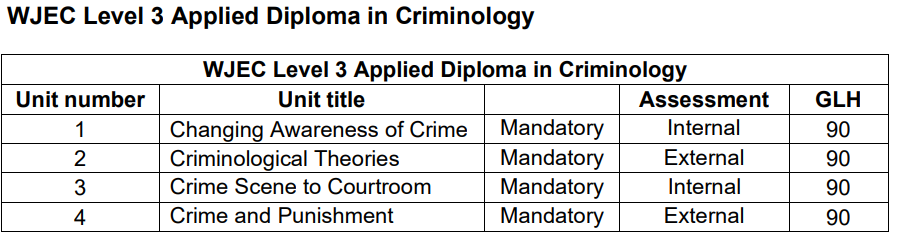 WJEC Level 3 Applied Diploma in Criminology
WJEC Level 3 Applied Diploma in Criminology
Unit number Unit title Assessment GLH
1 Changing Awareness of Crime Mandatory Internal 90
2 Criminological Theories Mandatory External 90
3 Crime Scene to Courtroom Mandatory Internal 90
4 Crime and Punishment Mandatory External 90